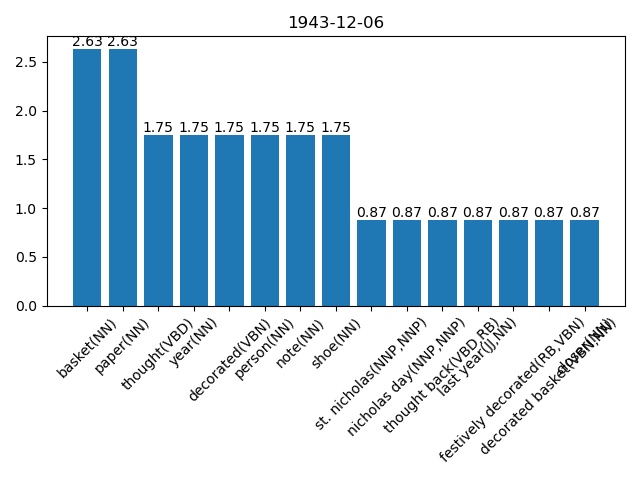 1943-12-06
2.63 2.63 1.75 1.75 1.75 1.75 1.75 1.75 0.87 0.87 0.87 0.87 0.87 0.87 0.87
2.5
2.0
1.5
1.0
0.5
0.0
basket(NN)
paper(NN)
thought(VBD)
year(NN)
decorated(VBN)
person(NN)
note(NN)
shoe(NN)
st. nicholas(NNP,NNP)
nicholas day(NNP,NNP)
thought back(VBD,RB)
last year(JJ,NN)
festively decorated(RB,VBN)
decorated basket(VBN,NN)